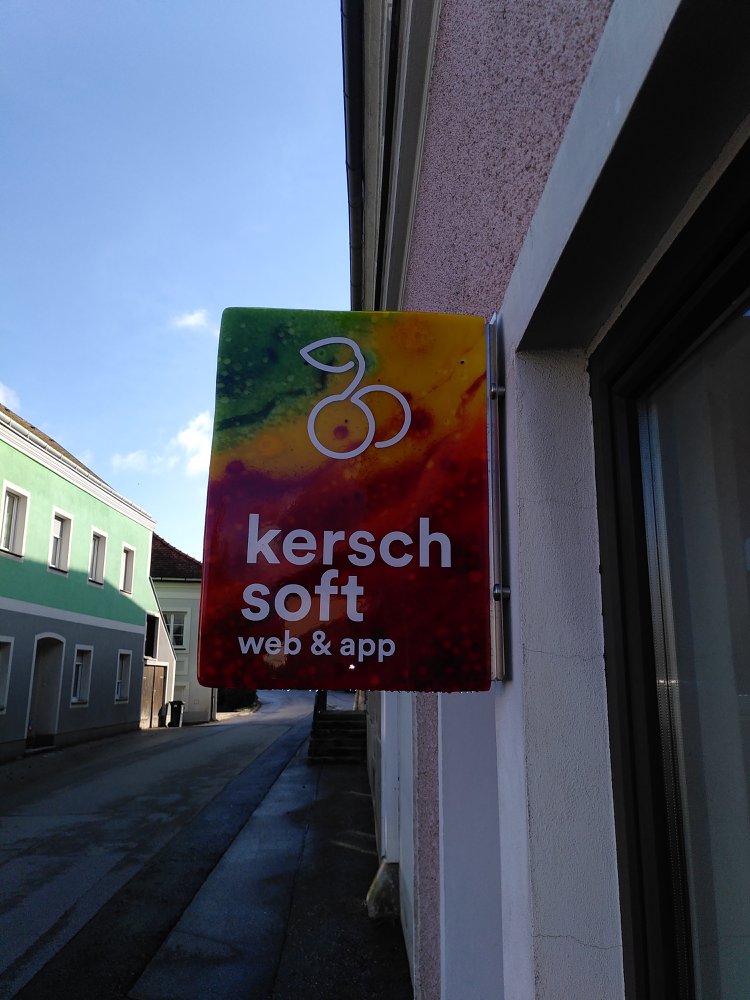 kersch
soft
web & app